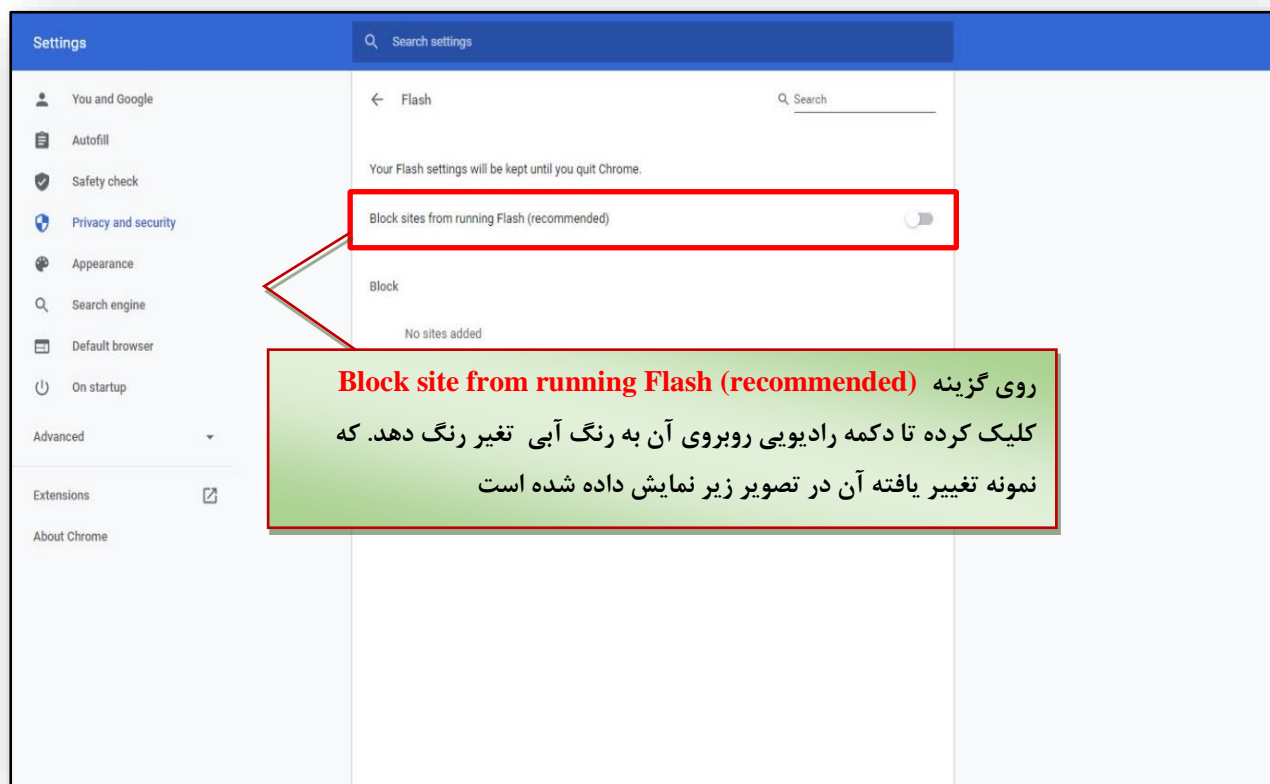 Settings
Search settings
You and Google
Autofill
Safety check
Privacy and security
Appearance
Search engine
Default browser
On startup
Advanced
Extensions
About Chrome
Flash
Search
Your Flash settings will be kept until you quit Chrome.
Block sites from running Flash (recommended)
Block
No sites added
روی گزینه Block site from running Flash (recommended)
کلیک کرده تا دکمه رادیویی روبروی آن به رنگ آبی تغیر رنگ دهد. که
نمونه تغییر یافته آن در تصویر زیر نمایش داده شده است